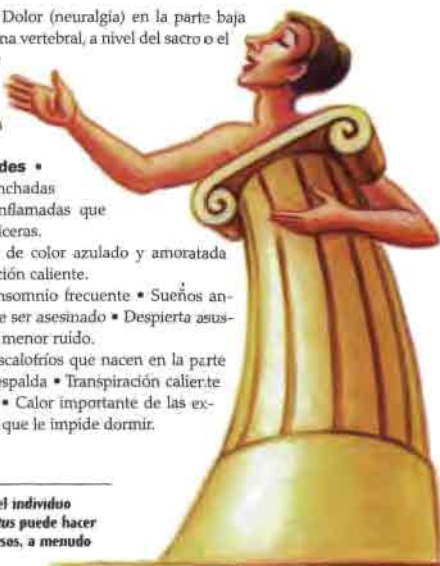 Dolor (neuralgia) en la parte baja
na vertebral, a nivel del sacro o el
des •
nchadas
nflamadas que
lceras.
de color azulado y amoratada
ción caliente.
nsomnio frecuente • Sueños an-
e ser asesinado • Despierta asus-
menor ruido.
scalofríos que nacen en la parte
spalda • Transpiración caliente
• Calor importante de las ex-
que le impide dormir.
el individuo
tus puede hacer
sos, a menudo